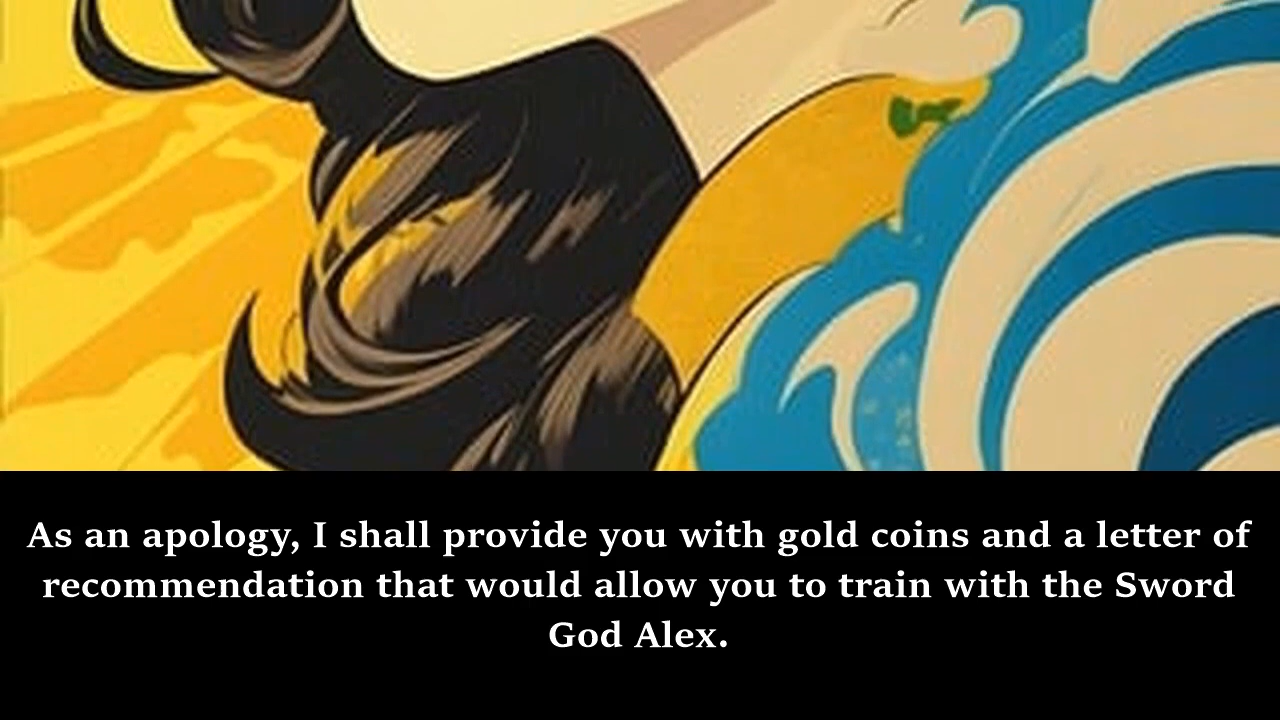 As an apology, I shall provide you with gold coins and a letter of
recommendation that would allow you to train with the Sword
God Alex.